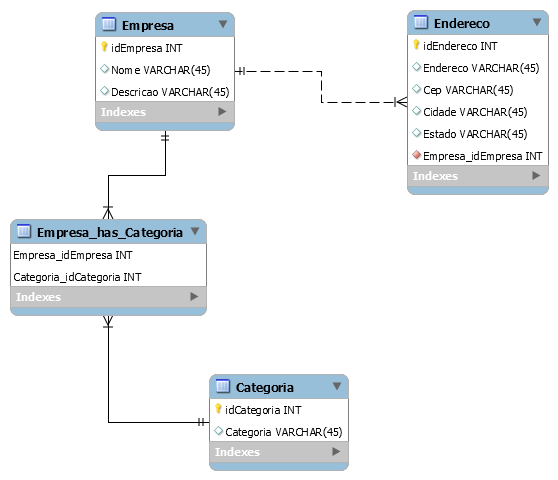 Empresa
idEmpresa INT
Nome VARCHAR(45)
Descricao VARCHAR(45)
Indexes
Endereco
idEndereco INT
Endereco VARCHAR(45)
Cep VARCHAR(45)
Cidade VARCHAR(45)
Estado VARCHAR(45)
Empresa_idEmpresa INT
Indexes
Empresa_has_Categoria
Empresa_idEmpresa INT
Categoria_idCategoria INT
Indexes
Categoria
idCategoria INT
Categoria VARCHAR(45)
Indexes